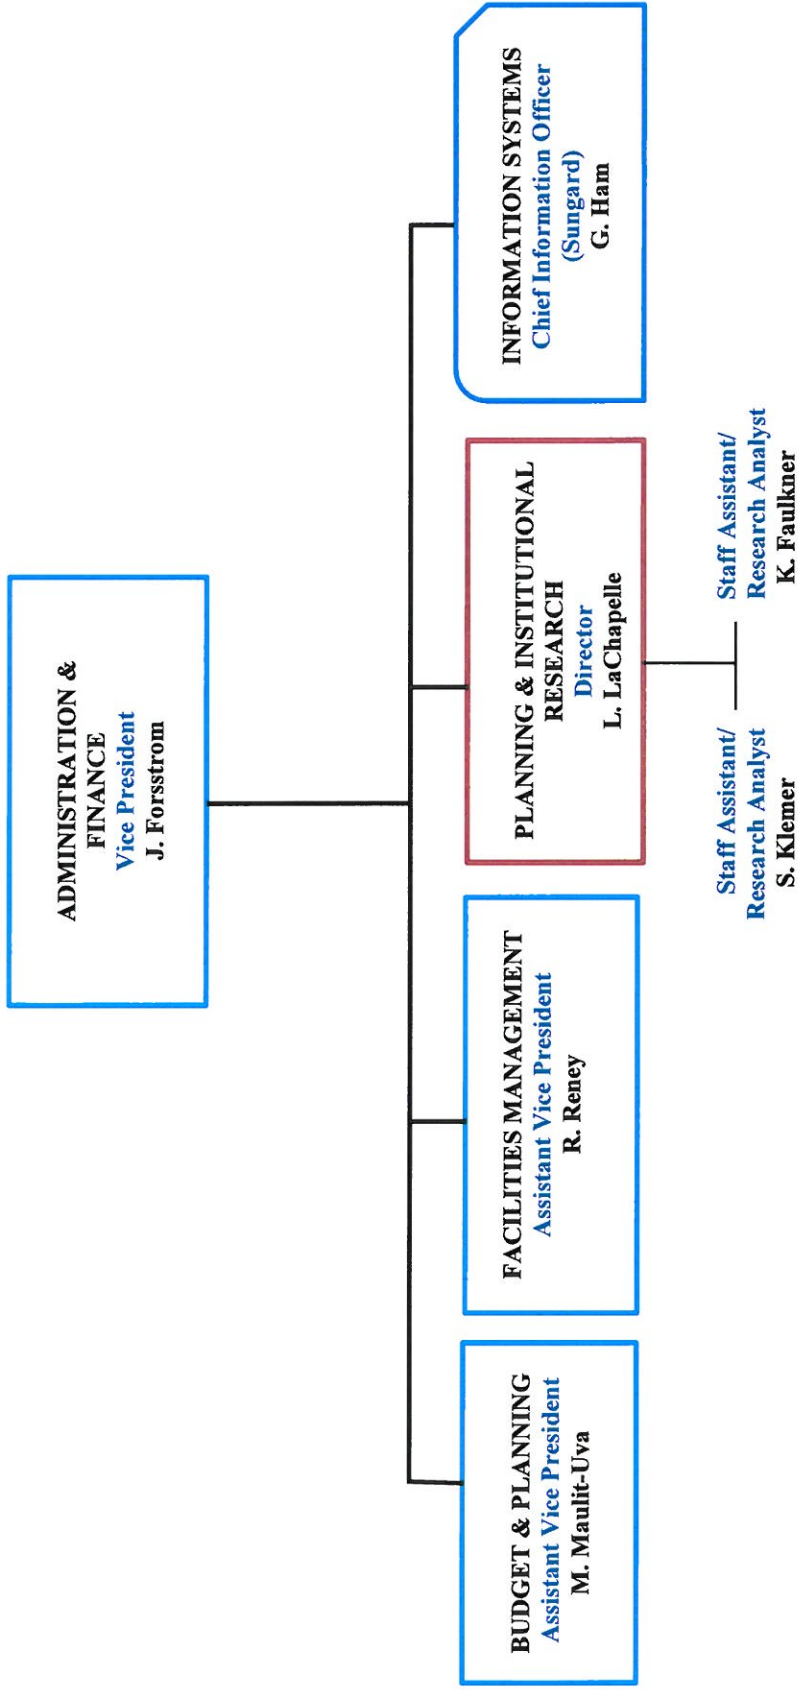 ADMINISTRATION &
FINANCE
Vice President
J. Forsstrom
BUDGET & PLANNING
Assistant Vice President
M. Maulit-Uva
FACILITIES MANAGEMENT
Assistant Vice President
R. Reney
PLANNING & INSTITUTIONAL
RESEARCH
Director
L. LaChapelle
INFORMATION SYSTEMS
Chief Information Officer
(Sungard)
G. Ham
Staff Assistant/
Research Analyst
S. Klemer
Staff Assistant/
Research Analyst
K. Faulkner